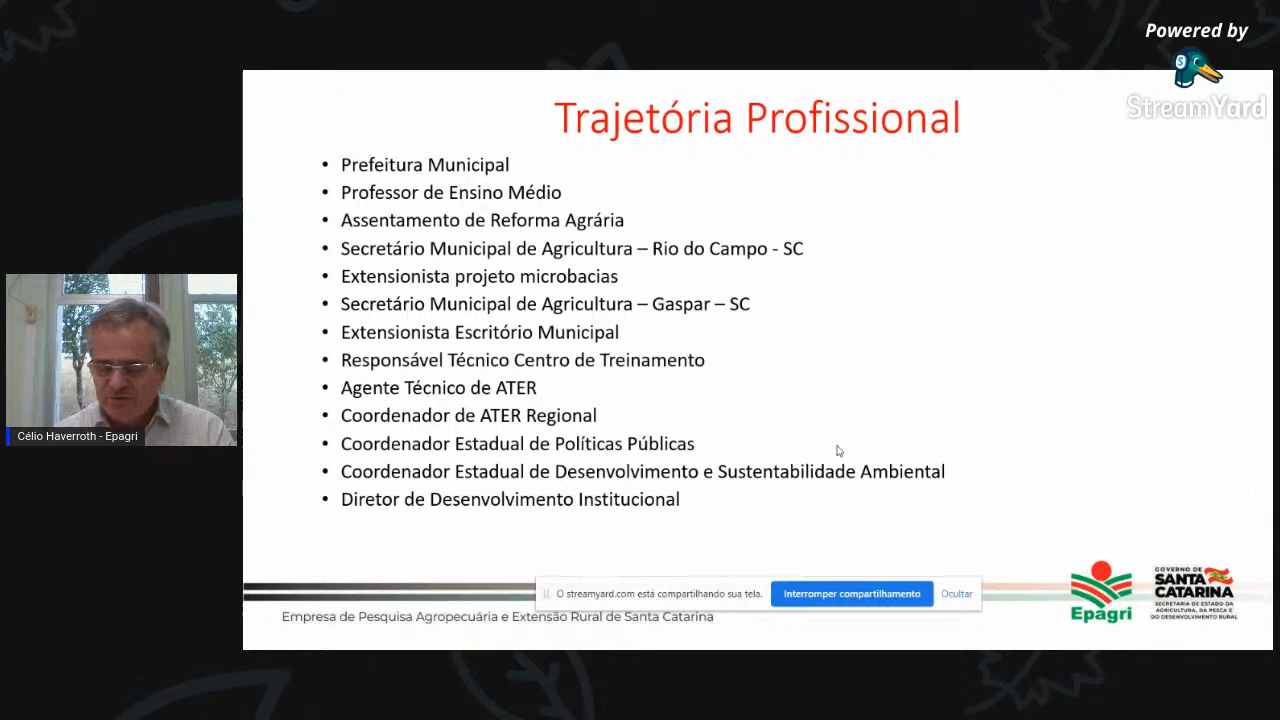 Powered by
StreamYard
Trajetória Profissional
• Prefeitura Municipal
• Professor de Ensino Médio
• Assentamento de Reforma Agrária
• Secretário Municipal de Agricultura – Rio do Campo - SC
• Extensionista projeto microbacias
• Secretário Municipal de Agricultura – Gaspar – SC
• Extensionista Escritório Municipal
• Responsável Técnico Centro de Treinamento
• Agente Técnico de ATER
• Coordenador de ATER Regional
• Coordenador Estadual de Políticas Públicas
• Coordenador Estadual de Desenvolvimento e Sustentabilidade Ambiental
• Diretor de Desenvolvimento Institucional
Célio Haverroth - Epagri
O streamyard.com está compartilhando sua tela.
Interromper compartilhamento
Ocultar
Empresa de Pesquisa Agropecuária e Extensão Rural de Santa Catarina
Epagri
GOVERNO DE
SANTA
CATARINA
SECRETARIA DE ESTADO DA
AGRICULTURA, DA PESCA E
DO DESENVOLVIMENTO RURAL